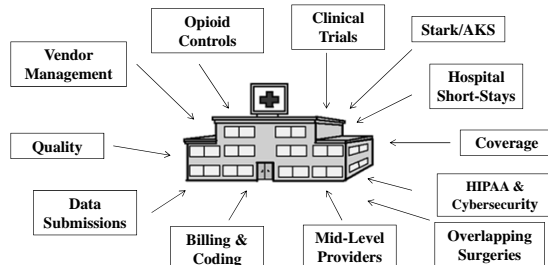 Opioid
Controls
Clinical
Trials
Stark/AKS
Vendor
Management
Hospital
Short-Stays
Quality
Coverage
Data
Submissions
HIPAA &
Cybersecurity
Billing &
Coding
Mid-Level
Providers
Overlapping
Surgeries